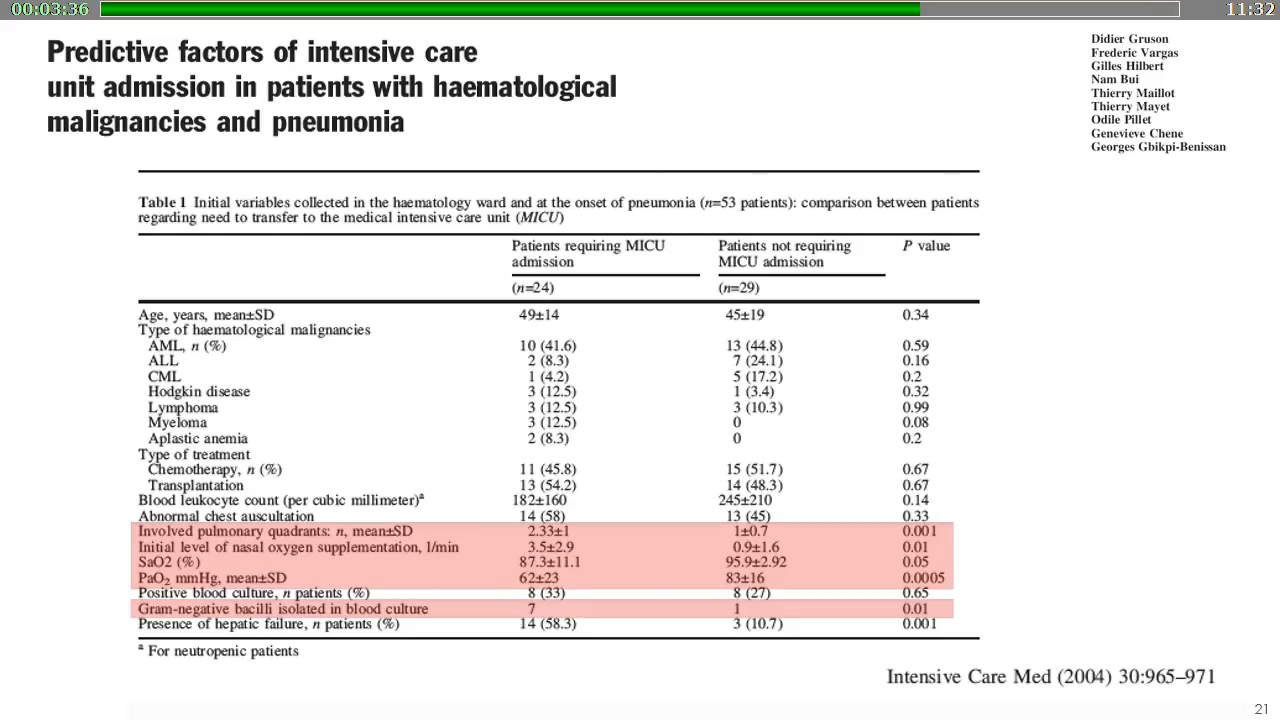 00:03:36 11:32
Predictive factors of intensive care
unit admission in patients with haematological
malignancies and pneumonia
Didier Gruson
Frederic Vargas
Gilles Hilbert
Nam Bui
Thierry Maillot
Thierry Mayet
Odile Pillet
Genevieve Chene
Georges Gbikpi-Benissan
Table 1 Initial variables collected in the haematology ward and at the onset of pneumonia (n=53 patients): comparison between patients
regarding need to transfer to the medical intensive care unit (MICU)
Patients requiring MICU Patients not requiring P value
admission MICU admission
(n=24) (n=29)
Age, years, mean±SD 49±14 45±19 0.34
Type of haematological malignancies
AML, n (%) 10 (41.6) 13 (44.8) 0.59
ALL 2 (8.3) 7 (24.1) 0.16
CML 1 (4.2) 5 (17.2) 0.2
Hodgkin disease 3 (12.5) 1 (3.4) 0.32
Lymphoma 3 (12.5) 3 (10.3) 0.99
Myeloma 3 (12.5) 0 0.08
Aplastic anemia 2 (8.3) 0 0.2
Type of treatment
Chemotherapy, n (%) 11 (45.8) 15 (51.7) 0.67
Transplantation 13 (54.2) 14 (48.3) 0.67
Blood leukocyte count (per cubic millimeter)ª 182±160 245±210 0.14
Abnormal chest auscultation 14 (58) 13 (45) 0.33
Involved pulmonary quadrants: n, mean±SD 2.33±1 1±0.7 0.001
Initial level of nasal oxygen supplementation, l/min 3.5±2.9 0.9±1.6 0.01
SaO2 (%) 87.3±11.1 95.9±2.92 0.05
PaO₂ mmHg, mean±SD 62±23 83±16 0.0005
Positive blood culture, n patients (%) 8 (33) 8 (27) 0.65
Gram-negative bacilli isolated in blood culture 7 1 0.01
Presence of hepatic failure, n patients (%) 14 (58.3) 3 (10.7) 0.001
ª For neutropenic patients
Intensive Care Med (2004) 30:965–971
21